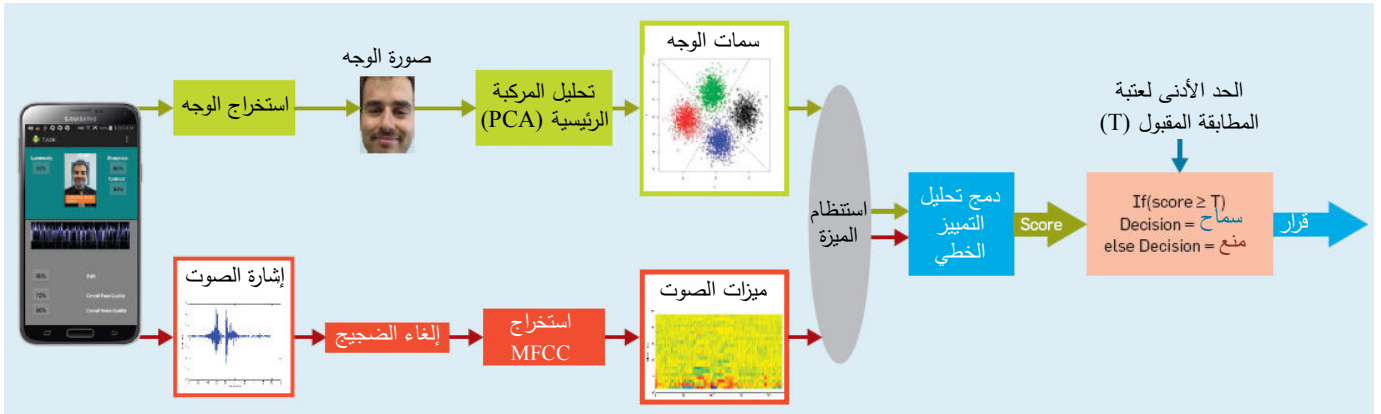 استخراج الوجه
صورة الوجه
تحليل المركبة
الرئيسية (PCA)
سمات الوجه
SAMSUNG
إشارة الصوت
إلغاء الضجيج
استخراج
MFCC
ميزات الصوت
استنظام
الميزة
دمج تحليل
التمييز
الخطي
Score
الحد الأدنى لعتبة
المطابقة المقبول (T)
If(score ≥ T)
Decision = سماح
else Decision = منع
قرار